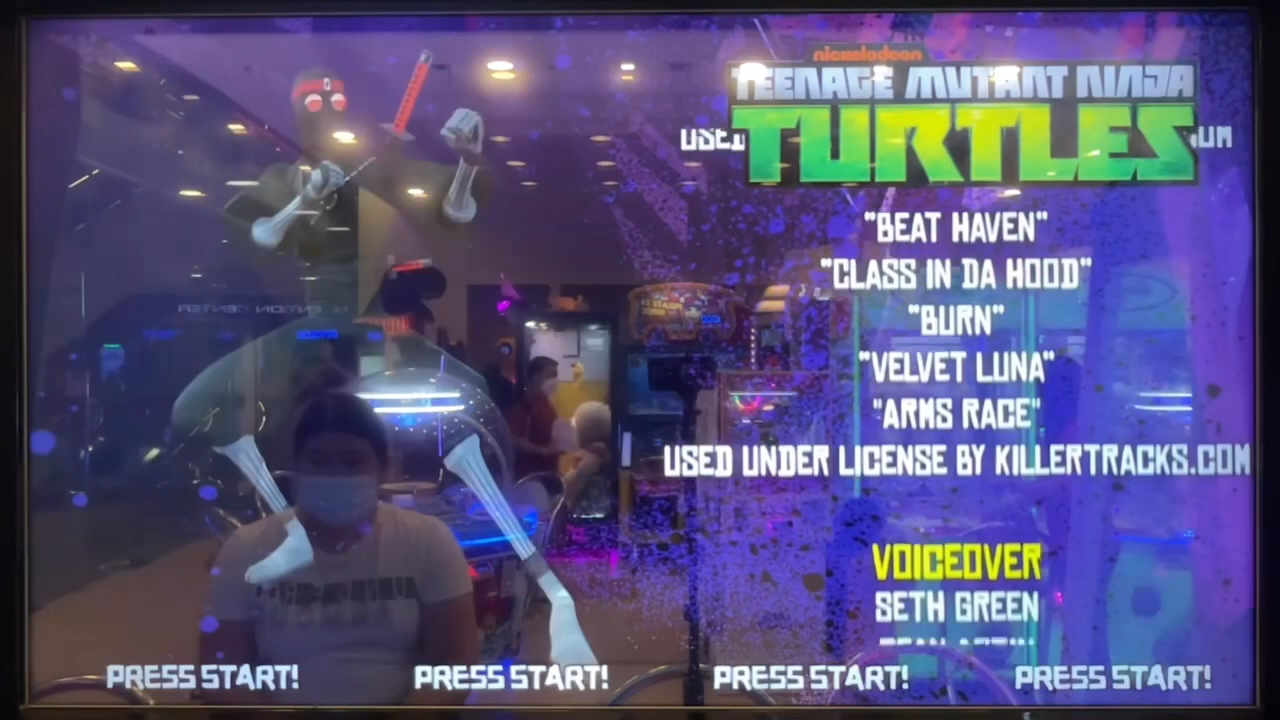 nickelodeon
TEENAGE MUTANT NINJA
TURTLES
USED
"BEAT HAVEN"
"CLASS IN DA HOOD"
"BURN"
"VELVET LUNA"
"ARMS RACE"
USED UNDER LICENSE BY KILLERTRACKS.COM
VOICEOVER
SETH GREEN
PRESS START! PRESS START! PRESS START! PRESS START!